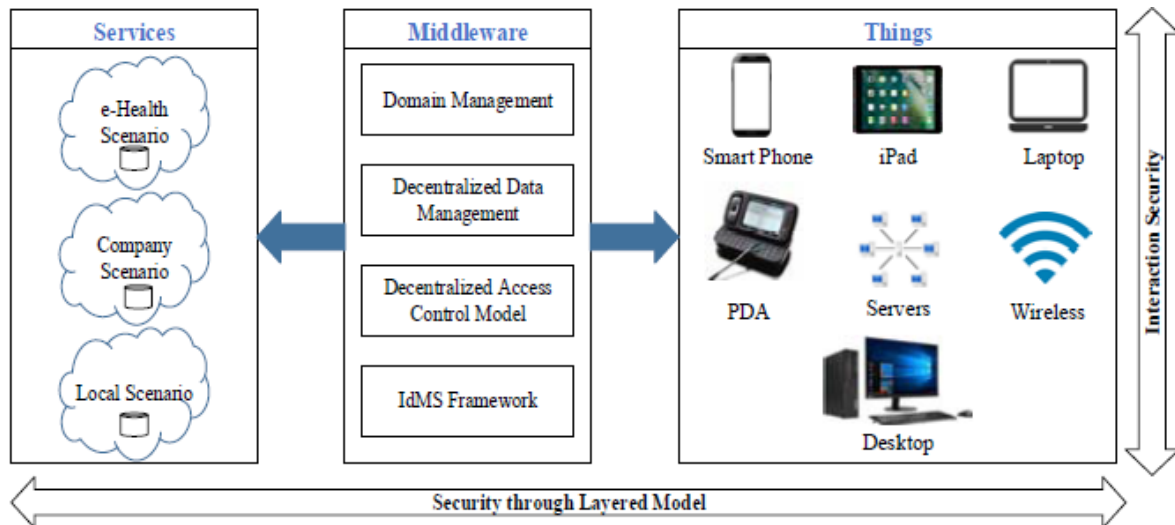 Services
e-Health
Scenario
Company
Scenario
Local Scenario
Middleware
Domain Management
Decentralized Data
Management
Decentralized Access
Control Model
IdMS Framework
Things
Smart Phone
iPad
Laptop
PDA
Servers
Wireless
Desktop
Interaction Security
Security through Layered Model